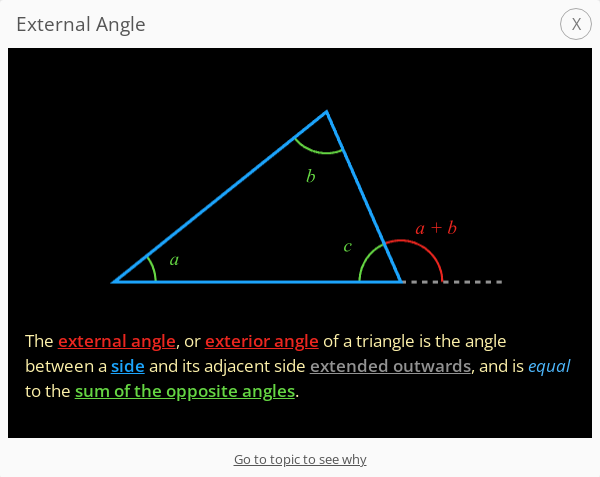 External Angle
X
b
a + b
c
a
The external angle, or exterior angle of a triangle is the angle
between a side and its adjacent side extended outwards, and is equal
to the sum of the opposite angles.
Go to topic to see why